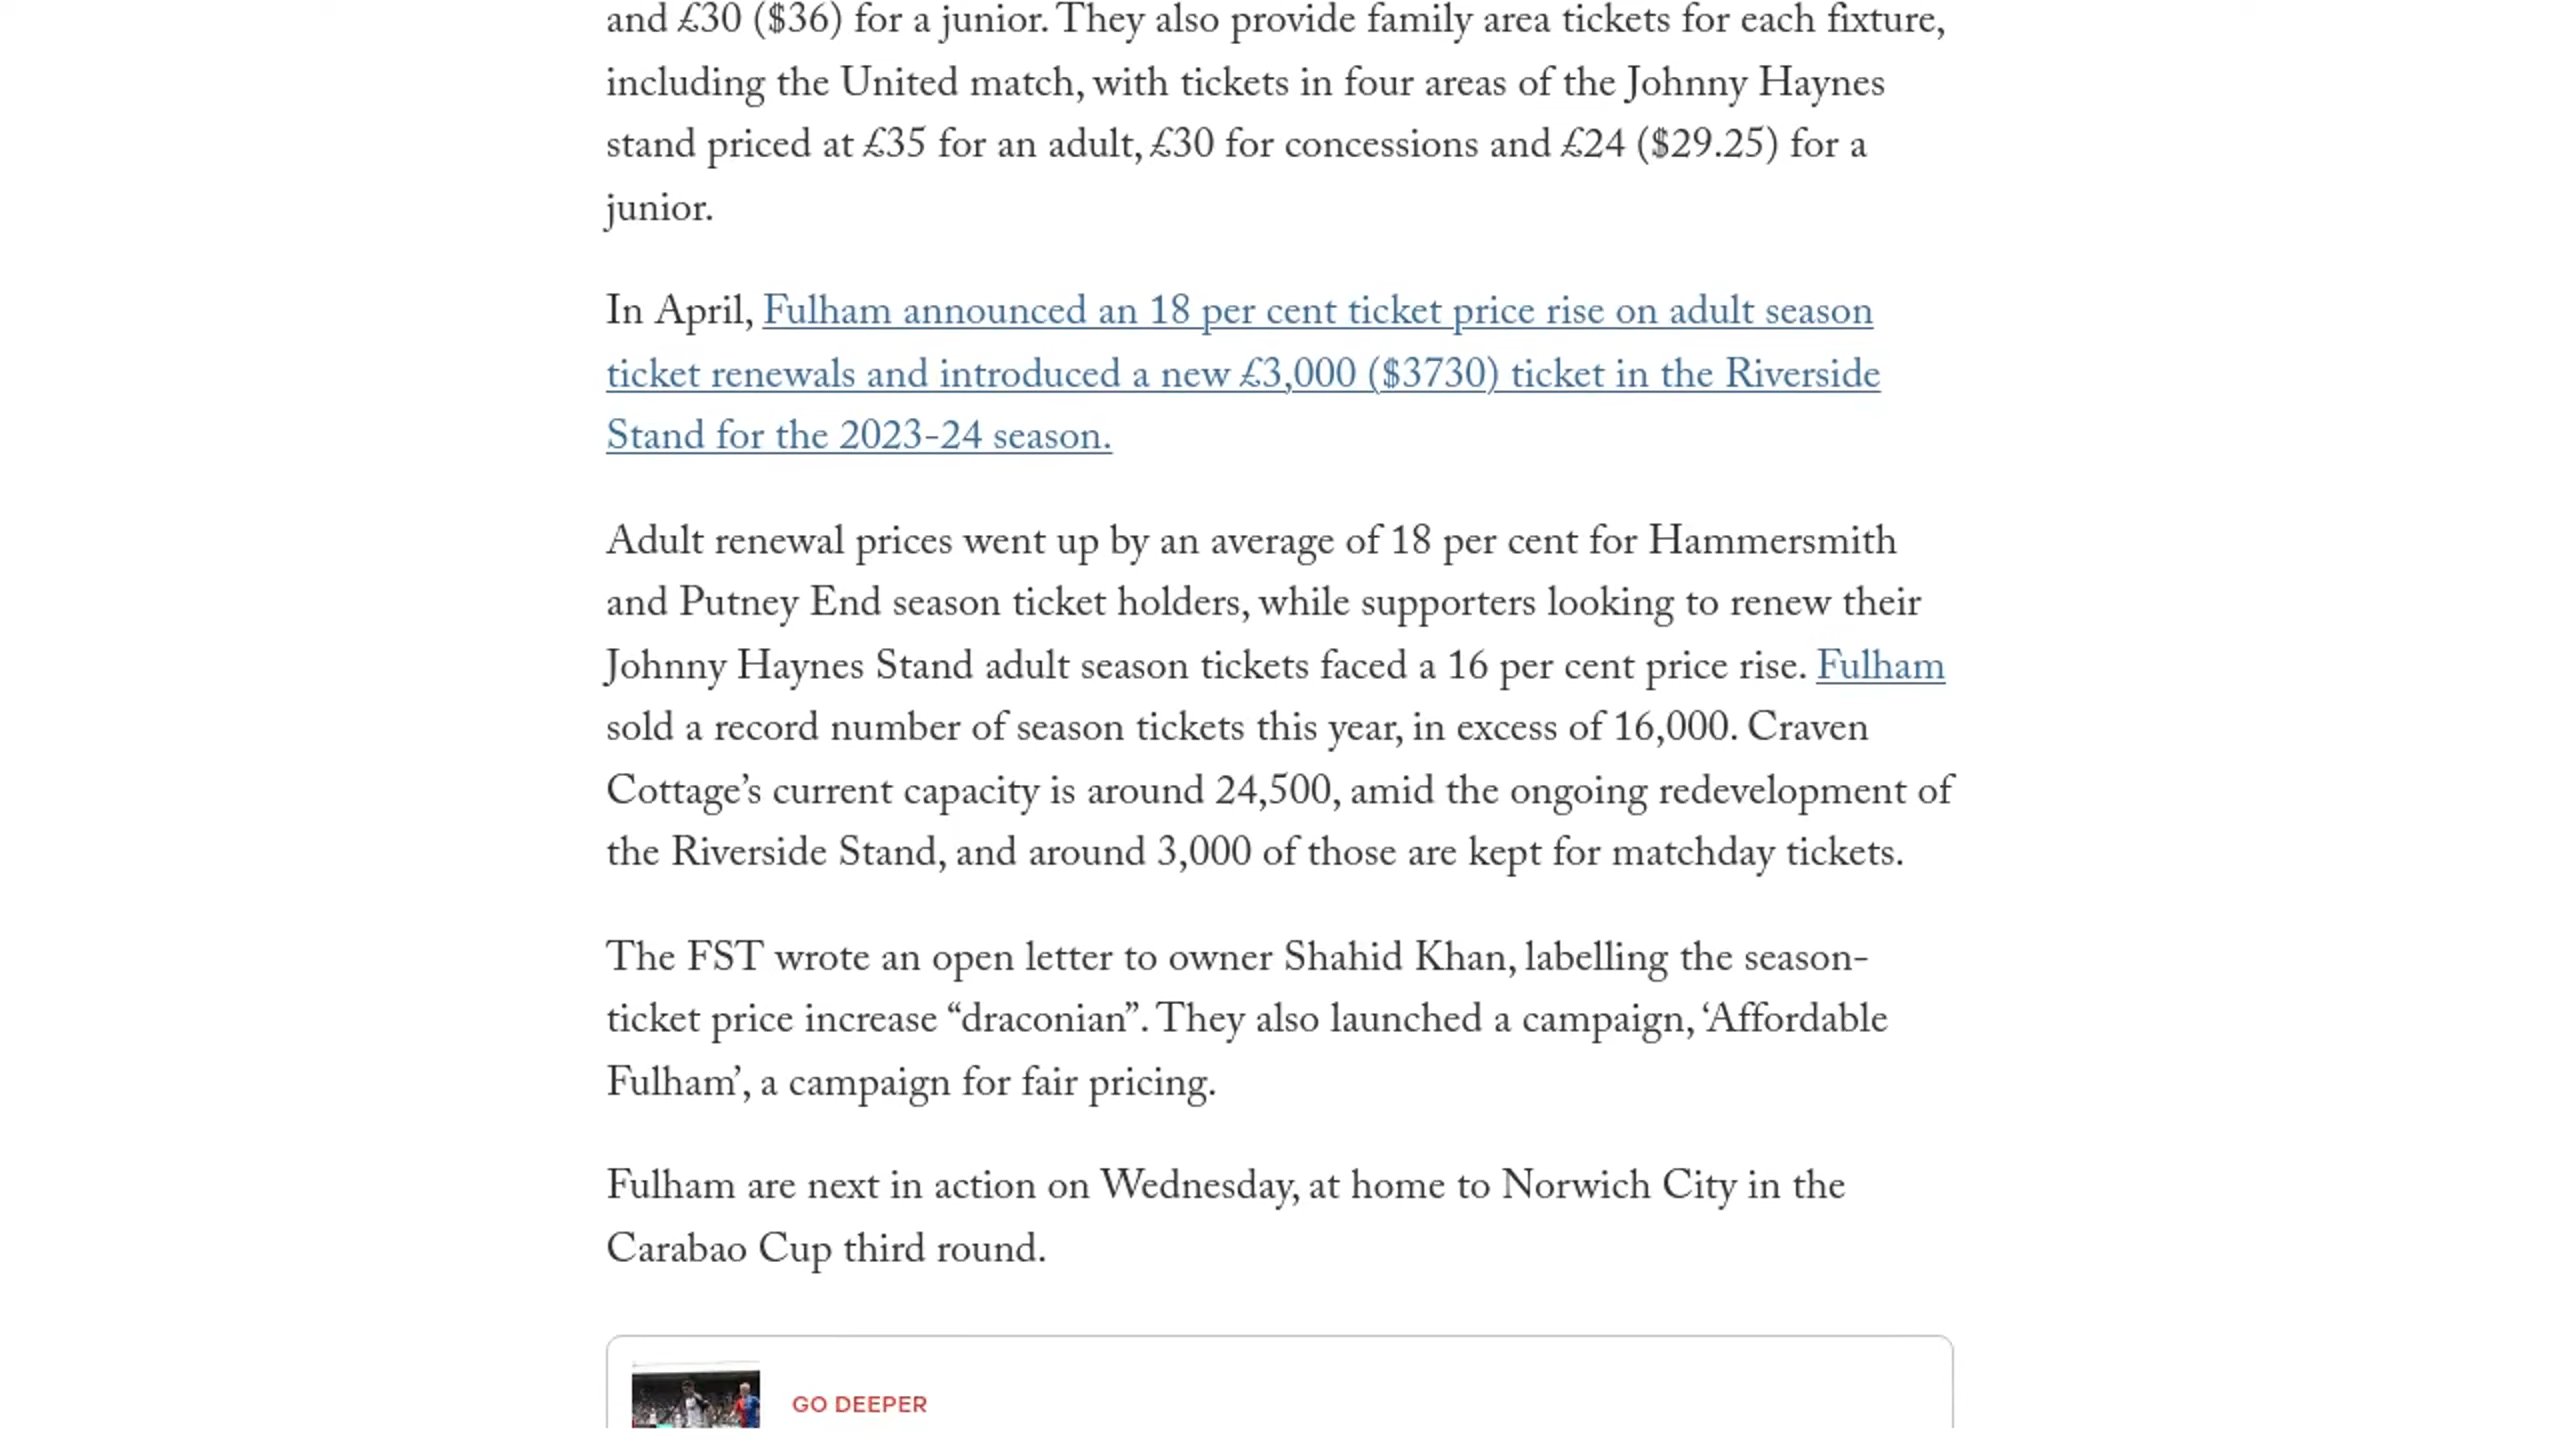 and £30 ($36) for a junior. They also provide family area tickets for each fixture,
including the United match, with tickets in four areas of the Johnny Haynes
stand priced at £35 for an adult, £30 for concessions and £24 ($29.25) for a
junior.
In April, Fulham announced an 18 per cent ticket price rise on adult season
ticket renewals and introduced a new £3,000 ($3730) ticket in the Riverside
Stand for the 2023-24 season.
Adult renewal prices went up by an average of 18 per cent for Hammersmith
and Putney End season ticket holders, while supporters looking to renew their
Johnny Haynes Stand adult season tickets faced a 16 per cent price rise. Fulham
sold a record number of season tickets this year, in excess of 16,000. Craven
Cottage’s current capacity is around 24,500, amid the ongoing redevelopment of
the Riverside Stand, and around 3,000 of those are kept for matchday tickets.
The FST wrote an open letter to owner Shahid Khan, labelling the season-
ticket price increase “draconian”. They also launched a campaign, ‘Affordable
Fulham’, a campaign for fair pricing.
Fulham are next in action on Wednesday, at home to Norwich City in the
Carabao Cup third round.
GO DEEPER